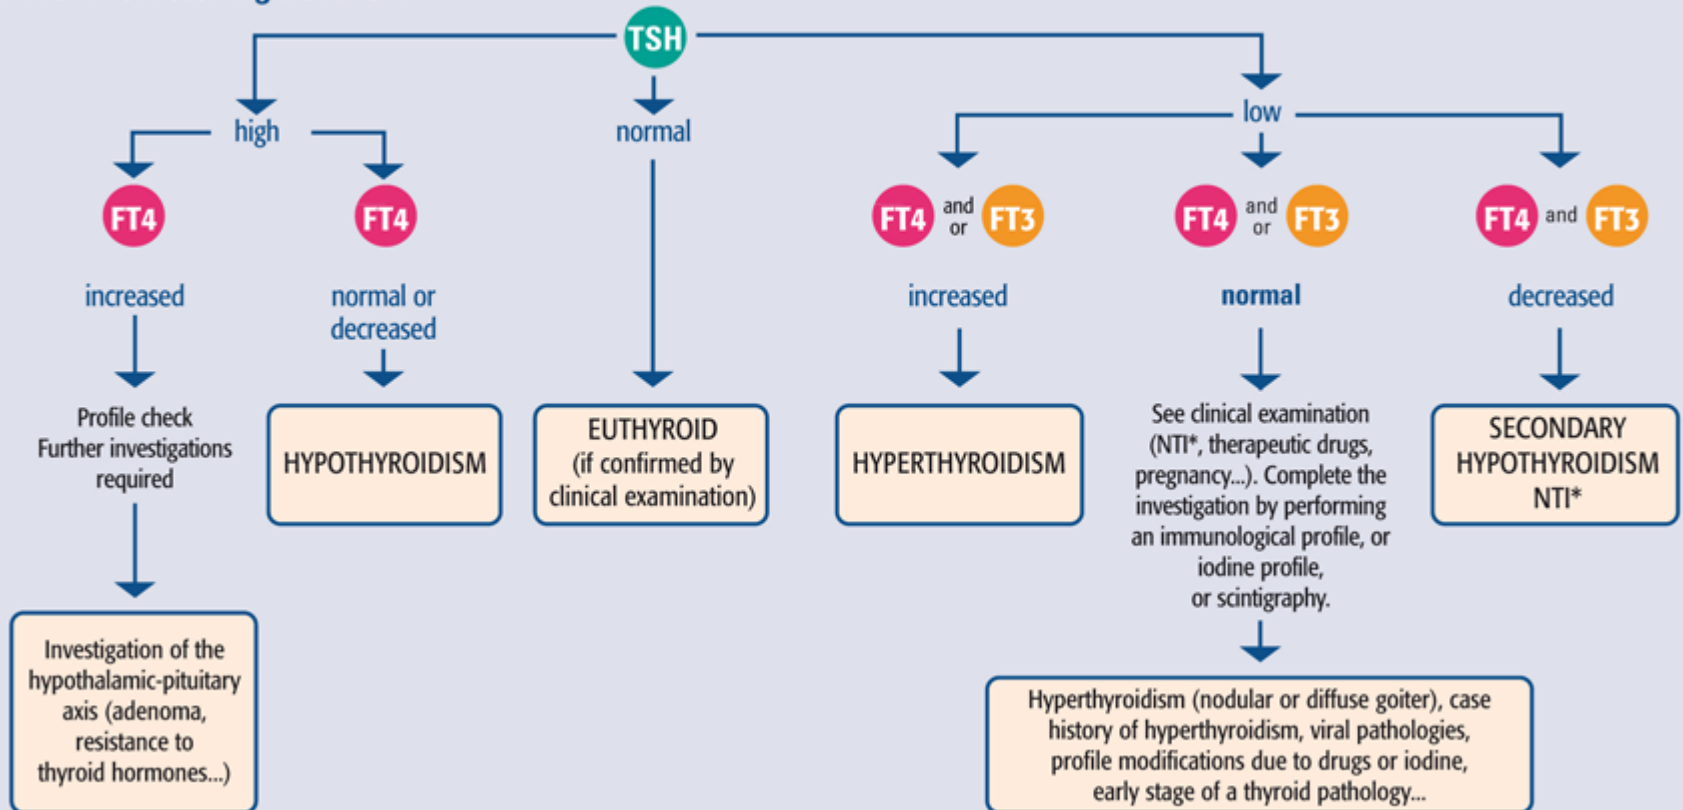 TSH
high
normal
low
FT4
FT4
FT4 and or FT3
FT4 and or FT3
FT4 and FT3
increased
normal or
decreased
increased
normal
decreased
Profile check
Further investigations
required
HYPOTHYROIDISM
EUTHYROID
(if confirmed by
clinical examination)
HYPERTHYROIDISM
See clinical examination
(NTI*, therapeutic drugs,
pregnancy...). Complete the
investigation by performing
an immunological profile, or
iodine profile,
or scintigraphy.
SECONDARY
HYPOTHYROIDISM
NTI*
Investigation of the
hypothalamic-pituitary
axis (adenoma,
resistance to
thyroid hormones...)
Hyperthyroidism (nodular or diffuse goiter), case
history of hyperthyroidism, viral pathologies,
profile modifications due to drugs or iodine,
early stage of a thyroid pathology...